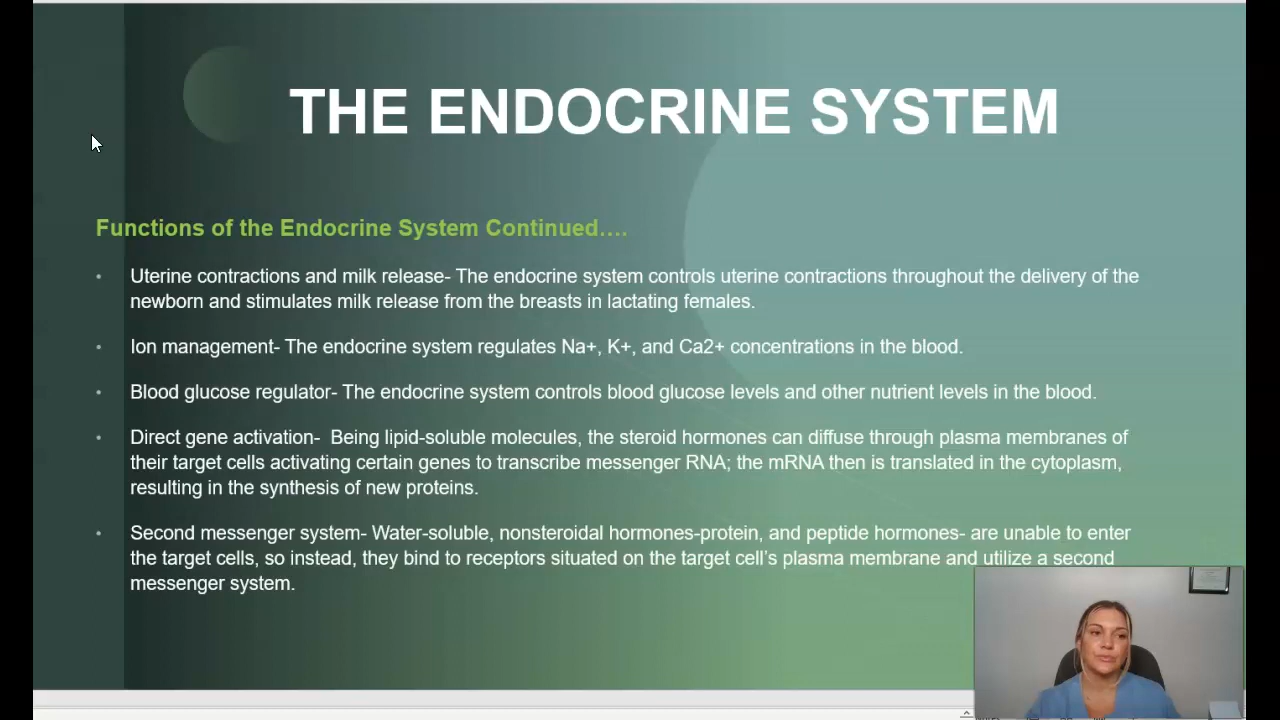 THE ENDOCRINE SYSTEM
Functions of the Endocrine System Continued….
• Uterine contractions and milk release- The endocrine system controls uterine contractions throughout the delivery of the
newborn and stimulates milk release from the breasts in lactating females.
• Ion management- The endocrine system regulates Na+, K+, and Ca2+ concentrations in the blood.
• Blood glucose regulator- The endocrine system controls blood glucose levels and other nutrient levels in the blood.
• Direct gene activation-  Being lipid-soluble molecules, the steroid hormones can diffuse through plasma membranes of
their target cells activating certain genes to transcribe messenger RNA; the mRNA then is translated in the cytoplasm,
resulting in the synthesis of new proteins.
• Second messenger system- Water-soluble, nonsteroidal hormones-protein, and peptide hormones- are unable to enter
the target cells, so instead, they bind to receptors situated on the target cell’s plasma membrane and utilize a second
messenger system.